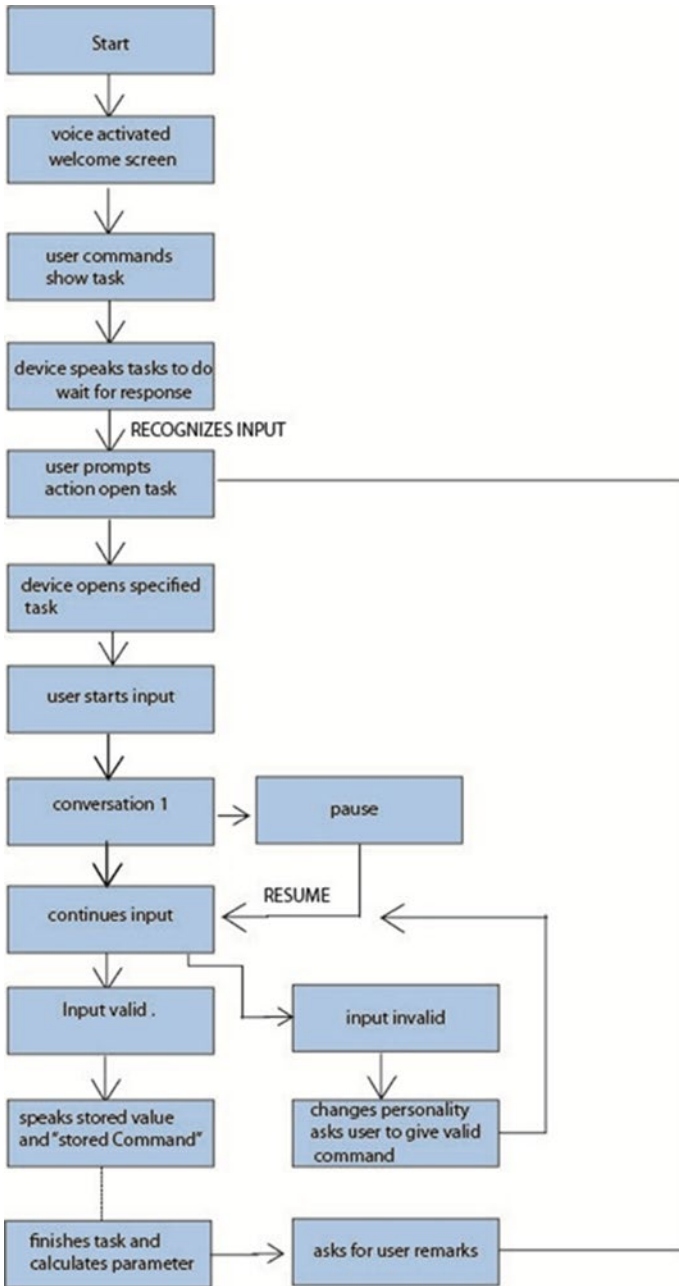 Start
voice activated
welcome screen
user commands
show task
device speaks tasks to do
wait for response
RECOGNIZES INPUT
user prompts
action open task
device opens specified
task
user starts input
conversation 1
pause
RESUME
continues input
Input valid .
input invalid
speaks stored value
and "stored Command"
changes personality
asks user to give valid
command
finishes task and
calculates parameter
asks for user remarks